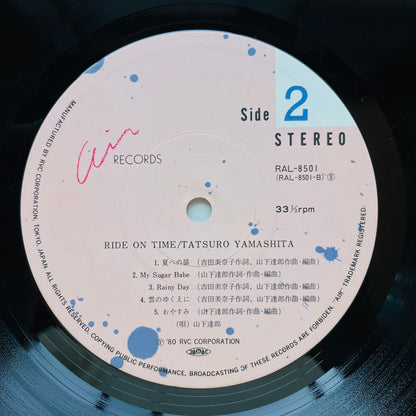 Air
RECORDS
Side 2
STEREO
RAL-8501
(RAL-8501-B) Ⓢ
33⅓rpm
RIDE ON TIME/TATSURO YAMASHITA
1. 夏への扉 (吉田美奈子作詞、山下達郎作曲・編曲)
2. My Sugar Babe (山下達郎作詞・作曲・編曲)
3. Rainy Day (吉田美奈子作詞、山下達郎作曲・編曲)
4. 雲のゆくえに (吉田美奈子作詞、山下達郎作曲・編曲)
5. おやすみ (山下達郎作詞・作曲・編曲)
(唄) 山下達郎
Ⓟ '80 RVC CORPORATION
MANUFACTURED BY RVC CORPORATION, TOKYO, JAPAN. ALL RIGHTS RESERVED. COPYING PUBLIC PERFORMANCE, BROADCASTING OF THESE RECORDS ARE FORBIDDEN. "AIR" TRADEMARK REGISTERED.